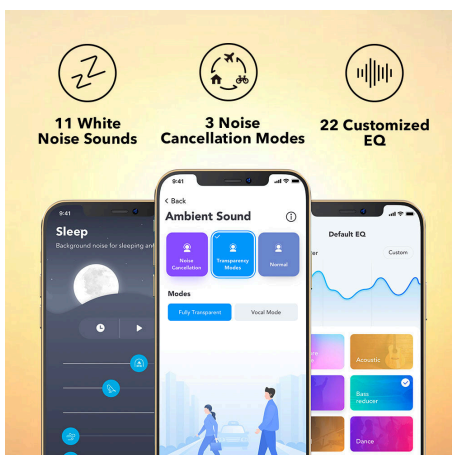 11 White
Noise Sounds
3 Noise
Cancellation Modes
22 Customized
EQ
9:41
Sleep
Background noise for sleeping
9:41
< Back
Ambient Sound
Noise
Cancellation
Transparency
Modes
Normal
Modes
Fully Transparent
Vocal Mode
Default EQ
Custom
Acoustic
Bass
reducer
Dance